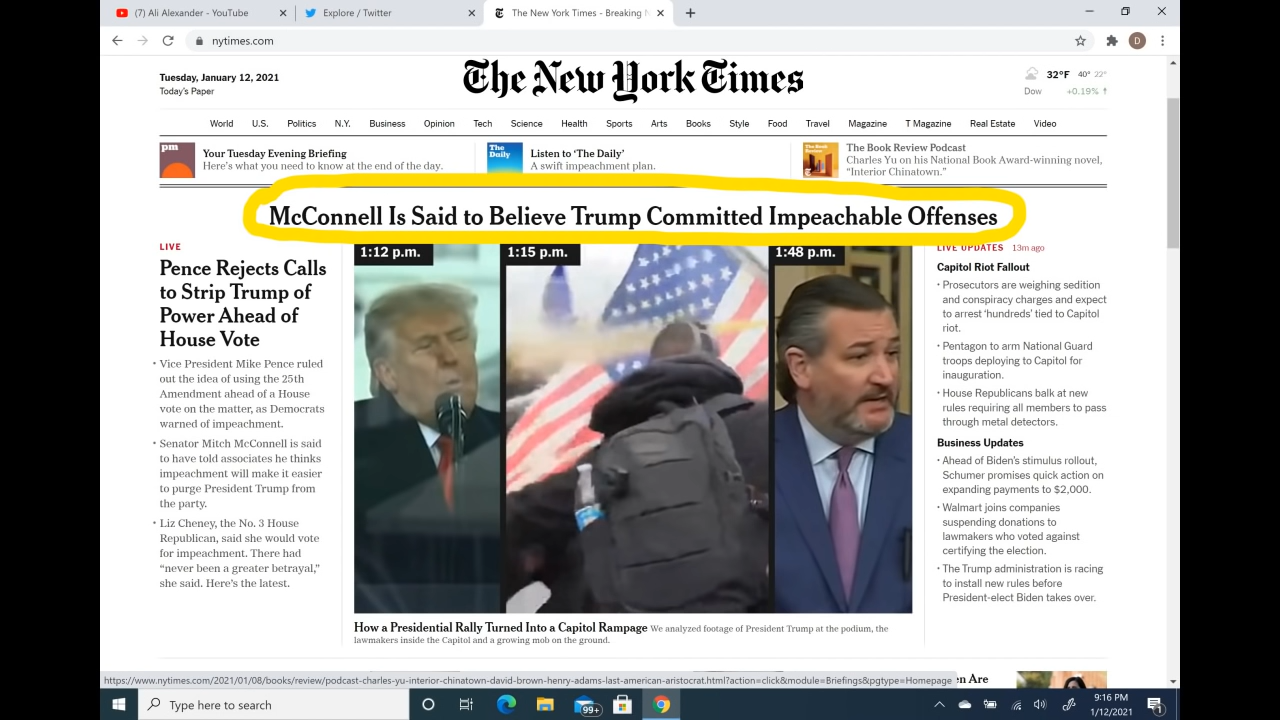 (7) Ali Alexander - YouTube
Explore / Twitter
The New York Times - Breaking N
nytimes.com
D
Tuesday, January 12, 2021
Today's Paper
The New York Times
32°F 40° 22°
Dow +0.19% ↑
World U.S. Politics N.Y. Business Opinion Tech Science Health Sports Arts Books Style Food Travel Magazine T Magazine Real Estate Video
pm
Your Tuesday Evening Briefing
Here's what you need to know at the end of the day.
The Daily
Listen to 'The Daily'
A swift impeachment plan.
The Book Review
The Book Review Podcast
Charles Yu on his National Book Award-winning novel,
"Interior Chinatown."
McConnell Is Said to Believe Trump Committed Impeachable Offenses
LIVE
Pence Rejects Calls
to Strip Trump of
Power Ahead of
House Vote
• Vice President Mike Pence ruled
out the idea of using the 25th
Amendment ahead of a House
vote on the matter, as Democrats
warned of impeachment.
• Senator Mitch McConnell is said
to have told associates he thinks
impeachment will make it easier
to purge President Trump from
the party.
• Liz Cheney, the No. 3 House
Republican, said she would vote
for impeachment. There had
"never been a greater betrayal,"
she said. Here's the latest.
1:12 p.m.
1:15 p.m.
1:48 p.m.
How a Presidential Rally Turned Into a Capitol Rampage We analyzed footage of President Trump at the podium, the
lawmakers inside the Capitol and a growing mob on the ground.
LIVE UPDATES 13m ago
Capitol Riot Fallout
• Prosecutors are weighing sedition
and conspiracy charges and expect
to arrest 'hundreds' tied to Capitol
riot.
• Pentagon to arm National Guard
troops deploying to Capitol for
inauguration.
• House Republicans balk at new
rules requiring all members to pass
through metal detectors.
Business Updates
• Ahead of Biden's stimulus rollout,
Schumer promises quick action on
expanding payments to $2,000.
• Walmart joins companies
suspending donations to
lawmakers who voted against
certifying the election.
• The Trump administration is racing
to install new rules before
President-elect Biden takes over.
https://www.nytimes.com/2021/01/08/books/review/podcast-charles-yu-interior-chinatown-david-brown-henry-adams-last-american-aristocrat.html?action=click&module=Briefings&pgtype=Homepage
en Are
Type here to search
99+
9:16 PM
1/12/2021
1